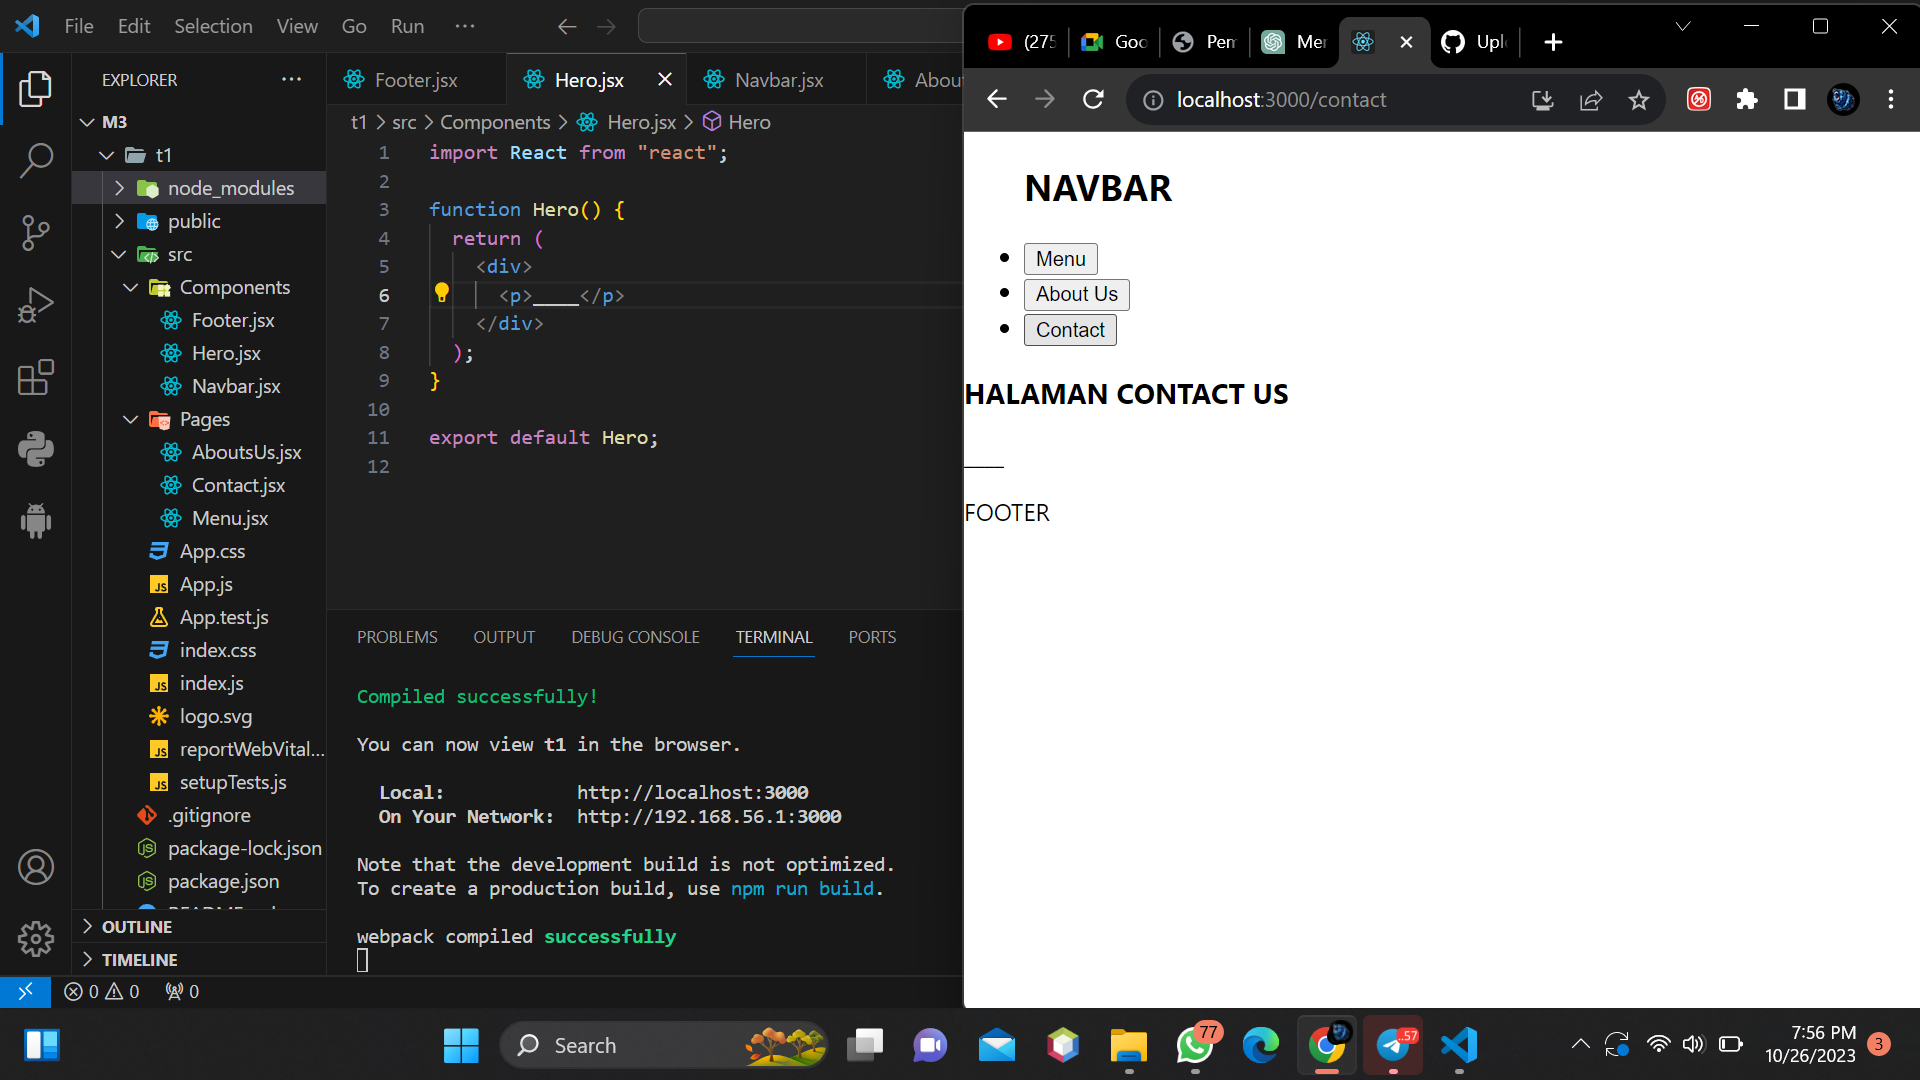 File Edit Selection View Go Run ···
EXPLORER ···
M3
t1
node_modules
public
src
Components
Footer.jsx
Hero.jsx
Navbar.jsx
Pages
AboutsUs.jsx
Contact.jsx
Menu.jsx
App.css
App.js
App.test.js
index.css
index.js
logo.svg
reportWebVital...
setupTests.js
.gitignore
package-lock.json
package.json
OUTLINE
TIMELINE
0 0 0
Footer.jsx Hero.jsx Navbar.jsx Abou
t1 > src > Components > Hero.jsx > Hero
1 import React from "react";
2
3 function Hero() {
4 return (
5 <div>
6 <p>____</p>
7 </div>
8 );
9 }
10
11 export default Hero;
12
PROBLEMS OUTPUT DEBUG CONSOLE TERMINAL PORTS
Compiled successfully!
You can now view t1 in the browser.
Local: http://localhost:3000
On Your Network: http://192.168.56.1:3000
Note that the development build is not optimized.
To create a production build, use npm run build.
webpack compiled successfully
(275 Goo Pem Mer Uplo
localhost:3000/contact
NAVBAR
• Menu
• About Us
• Contact
HALAMAN CONTACT US
____
FOOTER
Search
77
..57
7:56 PM
10/26/2023
3